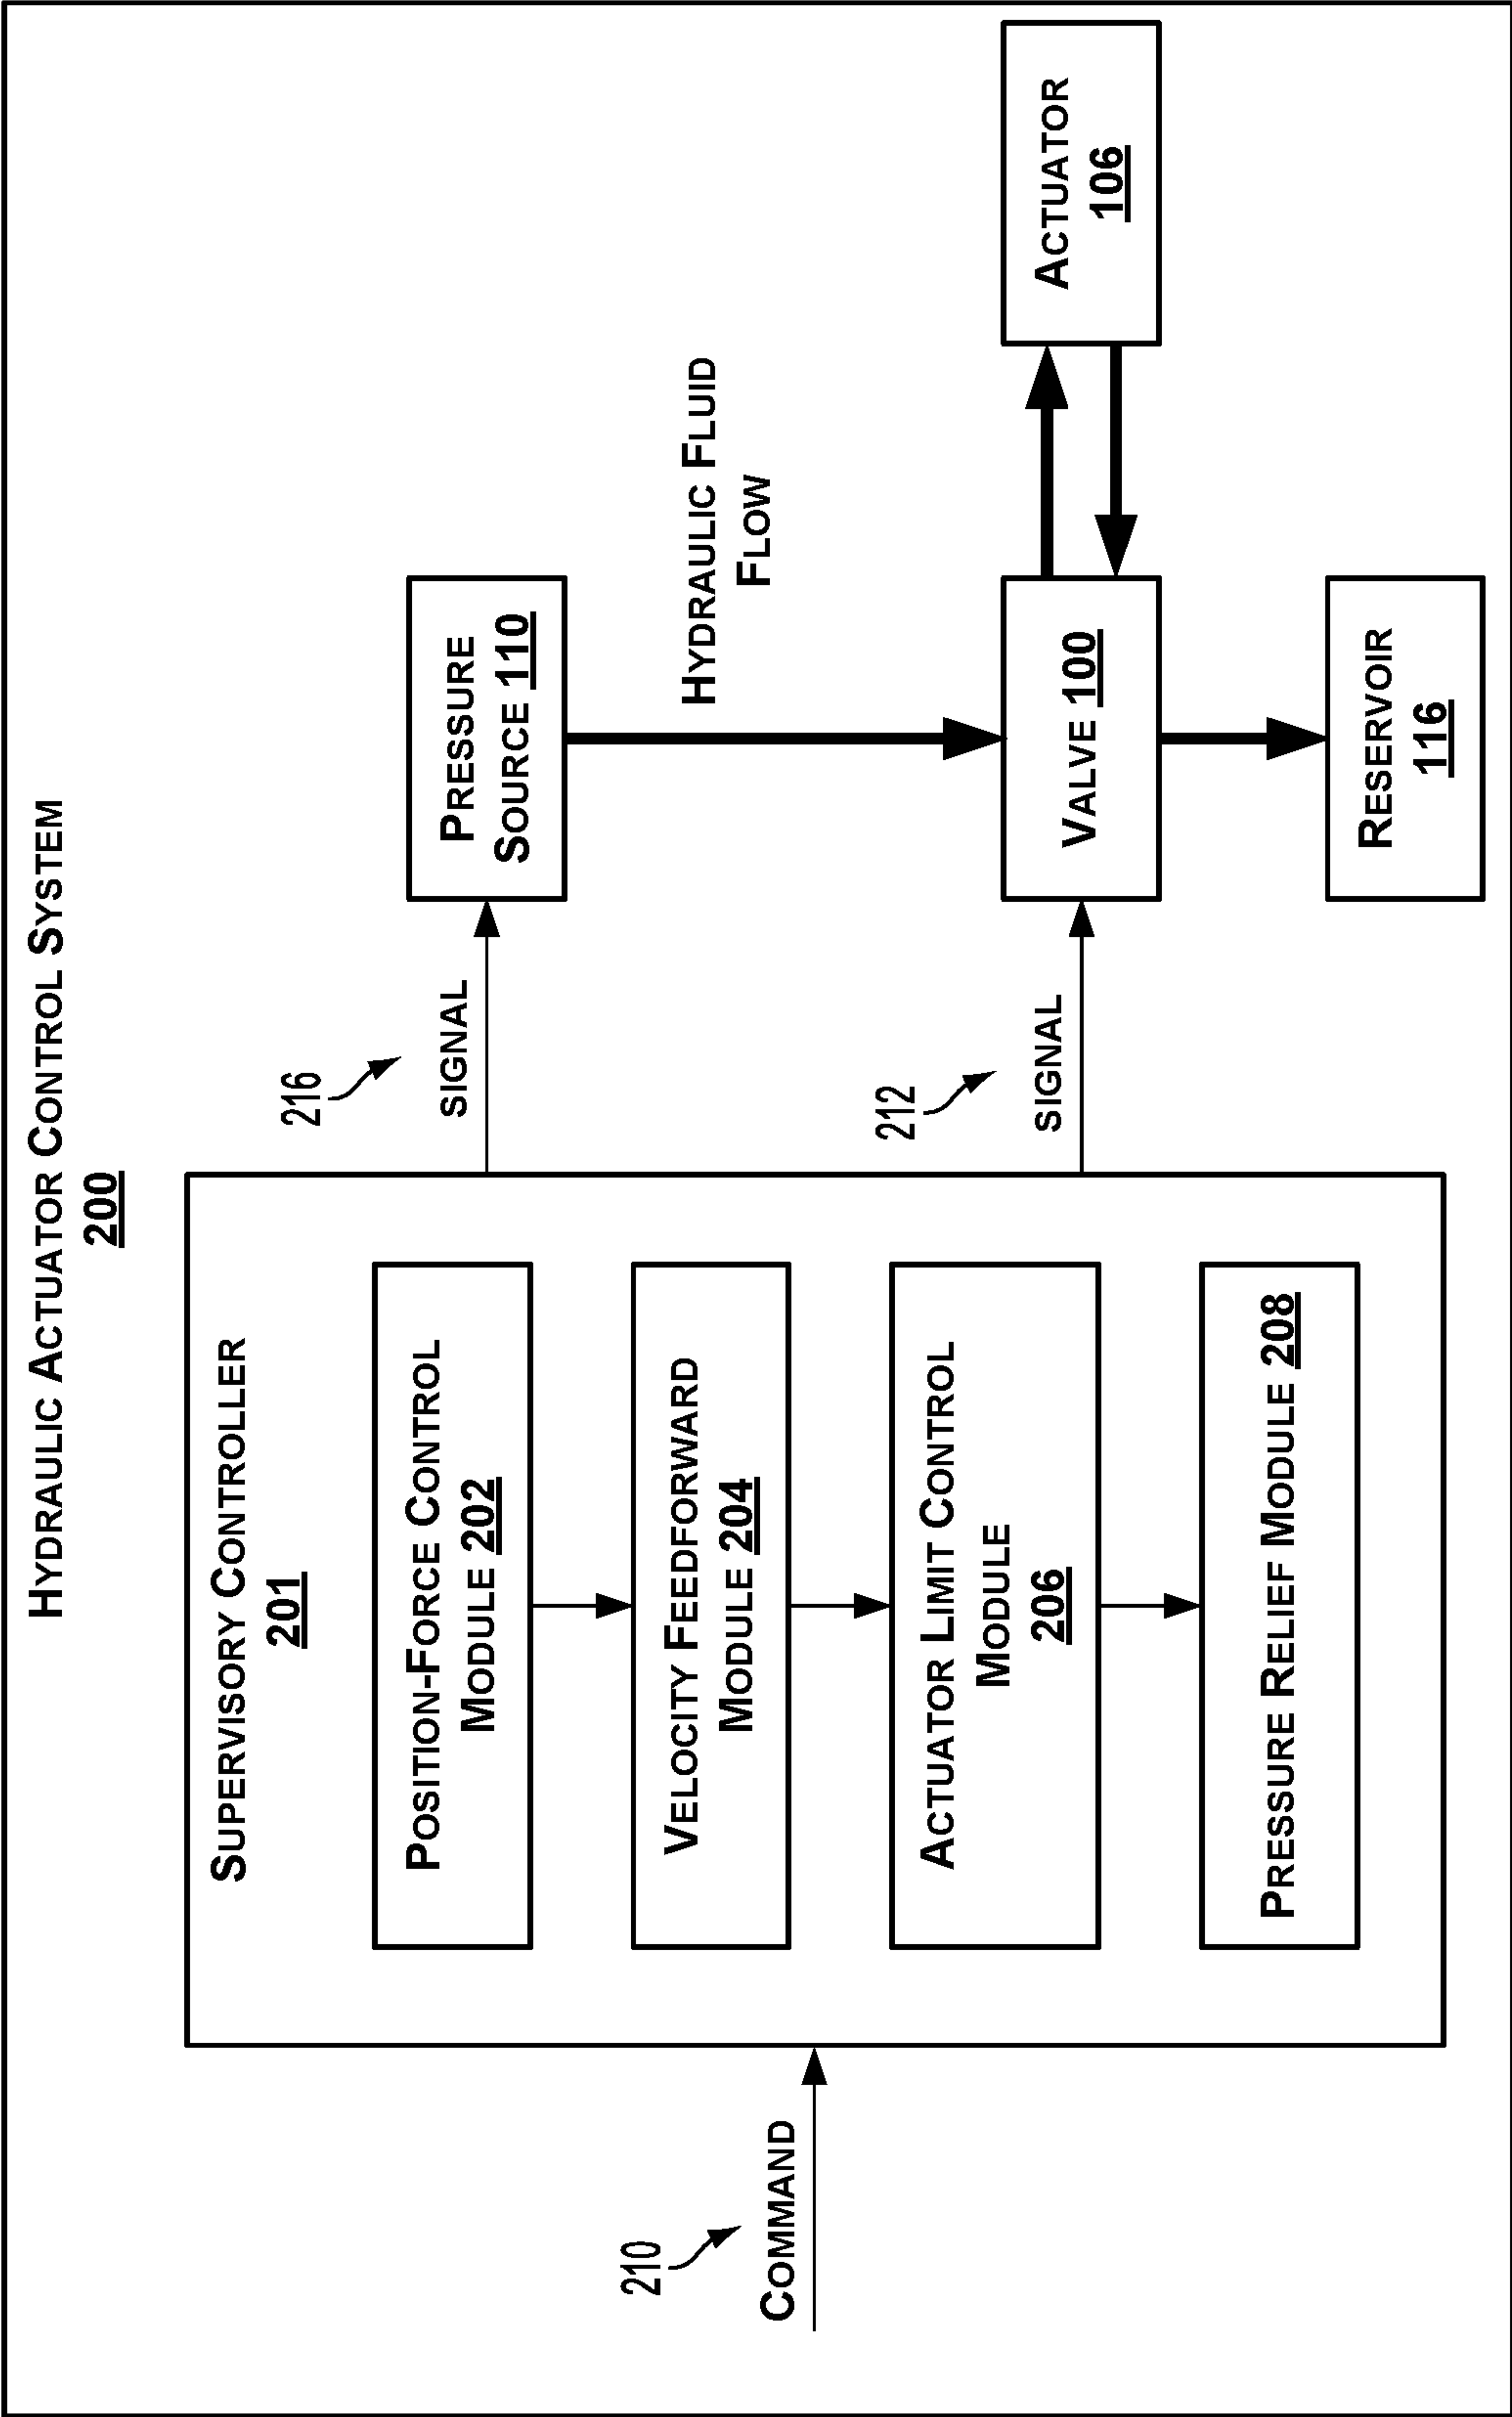 HYDRAULIC ACTUATOR CONTROL SYSTEM
200
SUPERVISORY CONTROLLER
201
POSITION-FORCE CONTROL
MODULE 202
VELOCITY FEEDFORWARD
MODULE 204
ACTUATOR LIMIT CONTROL
MODULE
206
PRESSURE RELIEF MODULE 208
210
COMMAND
216
SIGNAL
212
SIGNAL
PRESSURE
SOURCE 110
HYDRAULIC FLUID
FLOW
VALVE 100
RESERVOIR
116
ACTUATOR
106